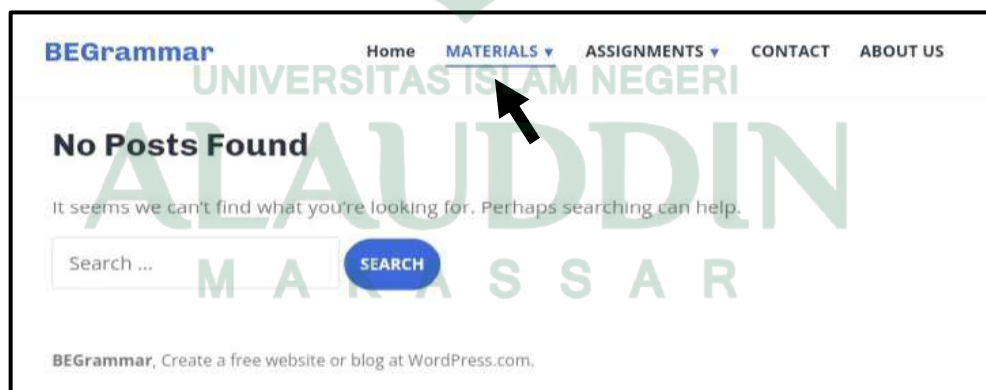 BEGrammar Home MATERIALS ▾ ASSIGNMENTS ▾ CONTACT ABOUT US
UNIVERSITAS ISLAM NEGERI
No Posts Found
ALAUDDIN
It seems we can't find what you're looking for. Perhaps searching can help.
Search ... SEARCH
MAKASSAR
BEGrammar, Create a free website or blog at WordPress.com.